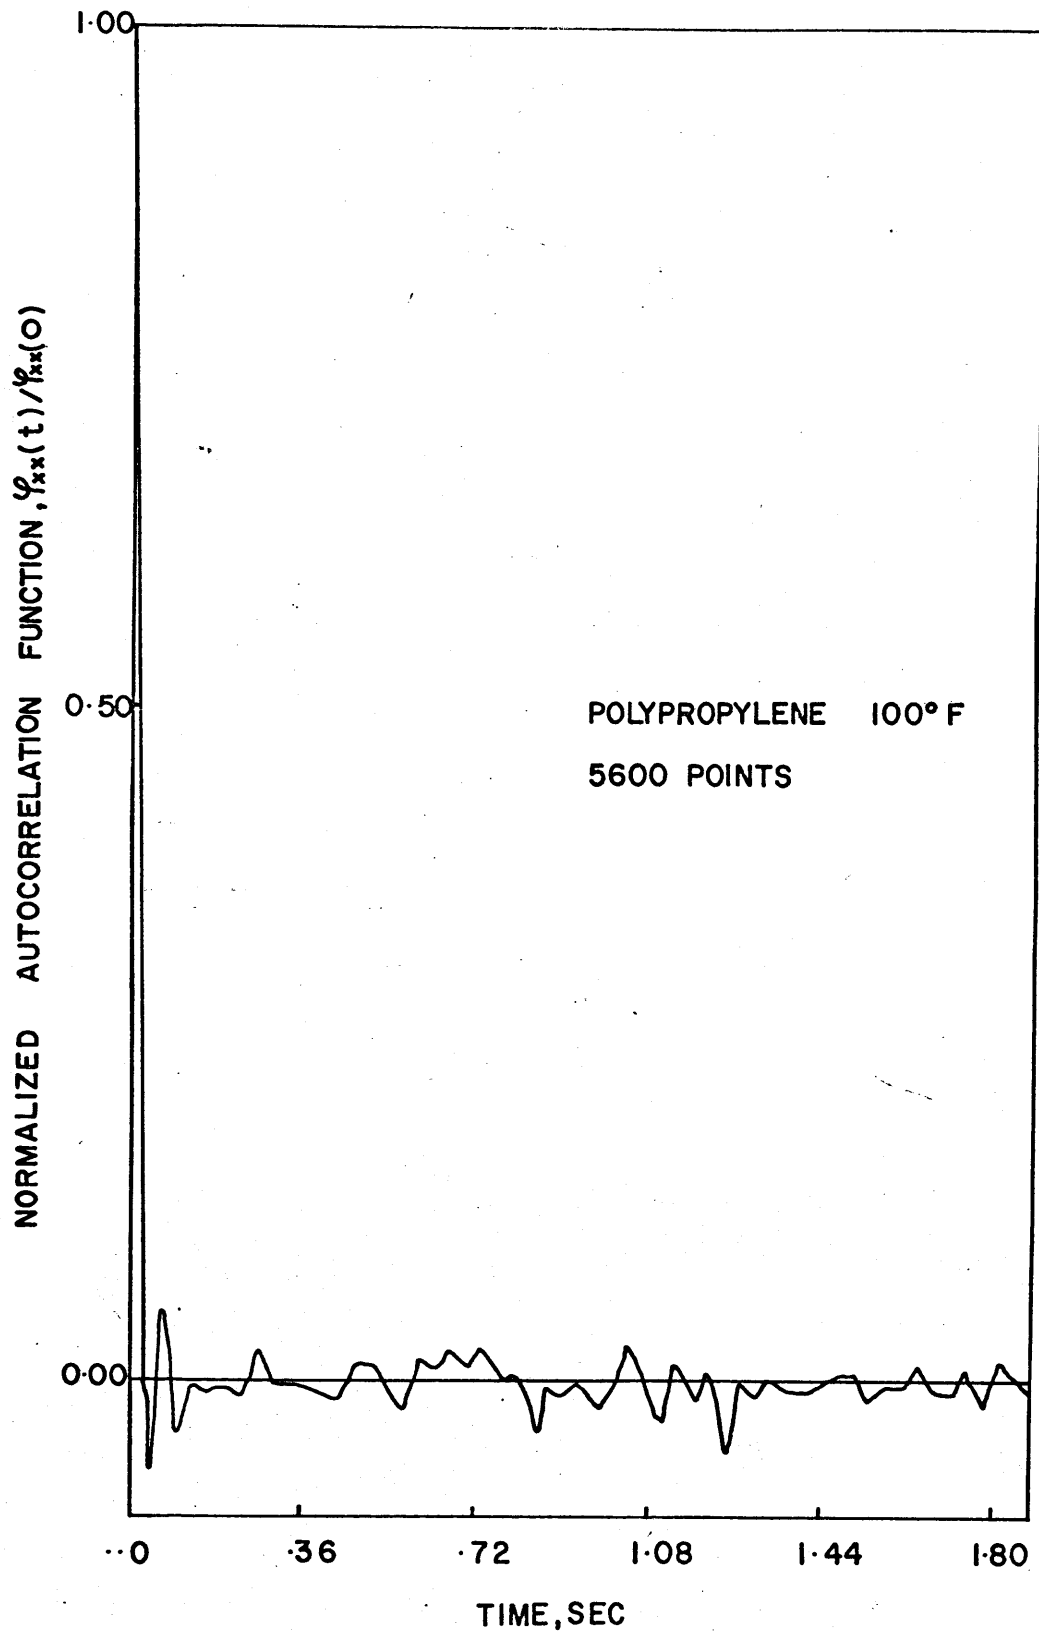 1.00
NORMALIZED AUTOCORRELATION FUNCTION, φxx(t)/φxx(0)
0.50
POLYPROPYLENE 100° F
5600 POINTS
0.00
0 .36 .72 1.08 1.44 1.80
TIME, SEC